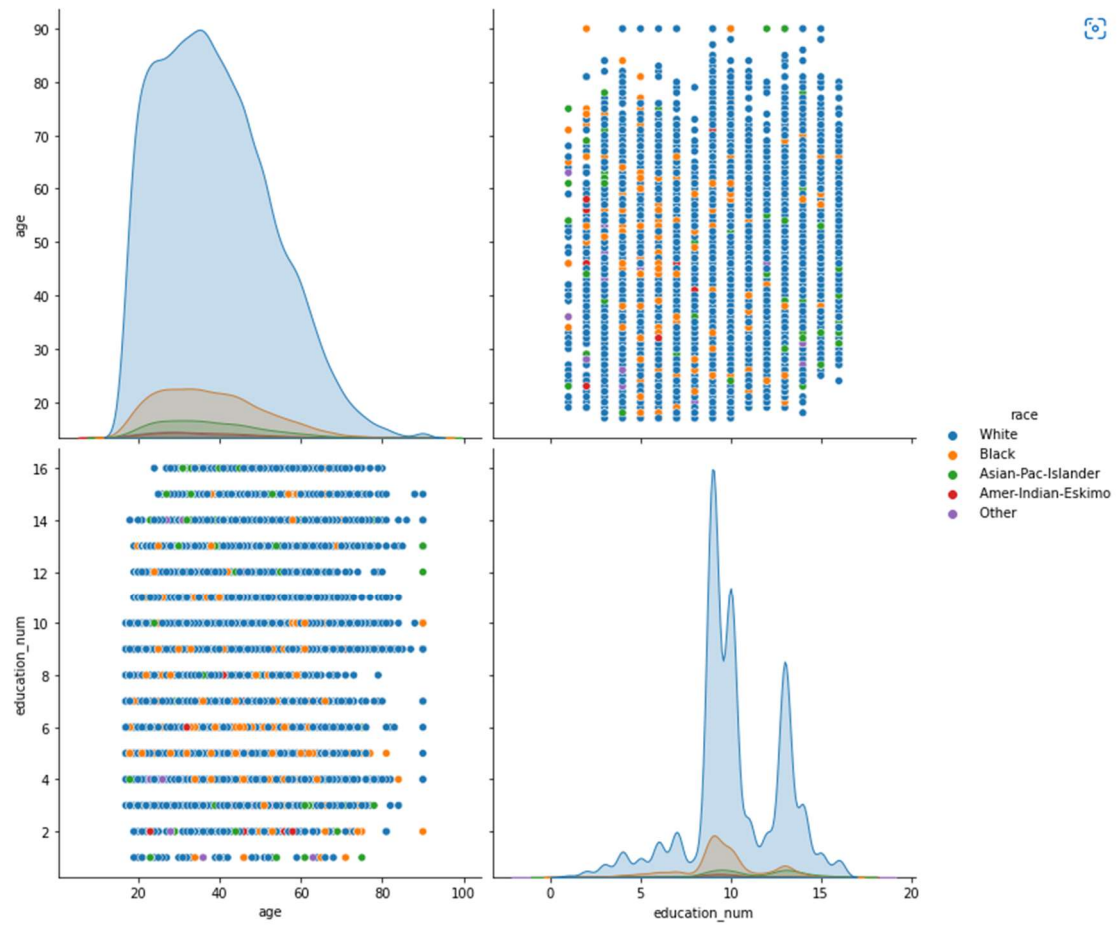 90
80
70
60
50
40
30
20
age
race
White
Black
Asian-Pac-Islander
Amer-Indian-Eskimo
Other
16
14
12
10
8
6
4
2
education_num
20 40 60 80 100
age
0 5 10 15 20
education_num